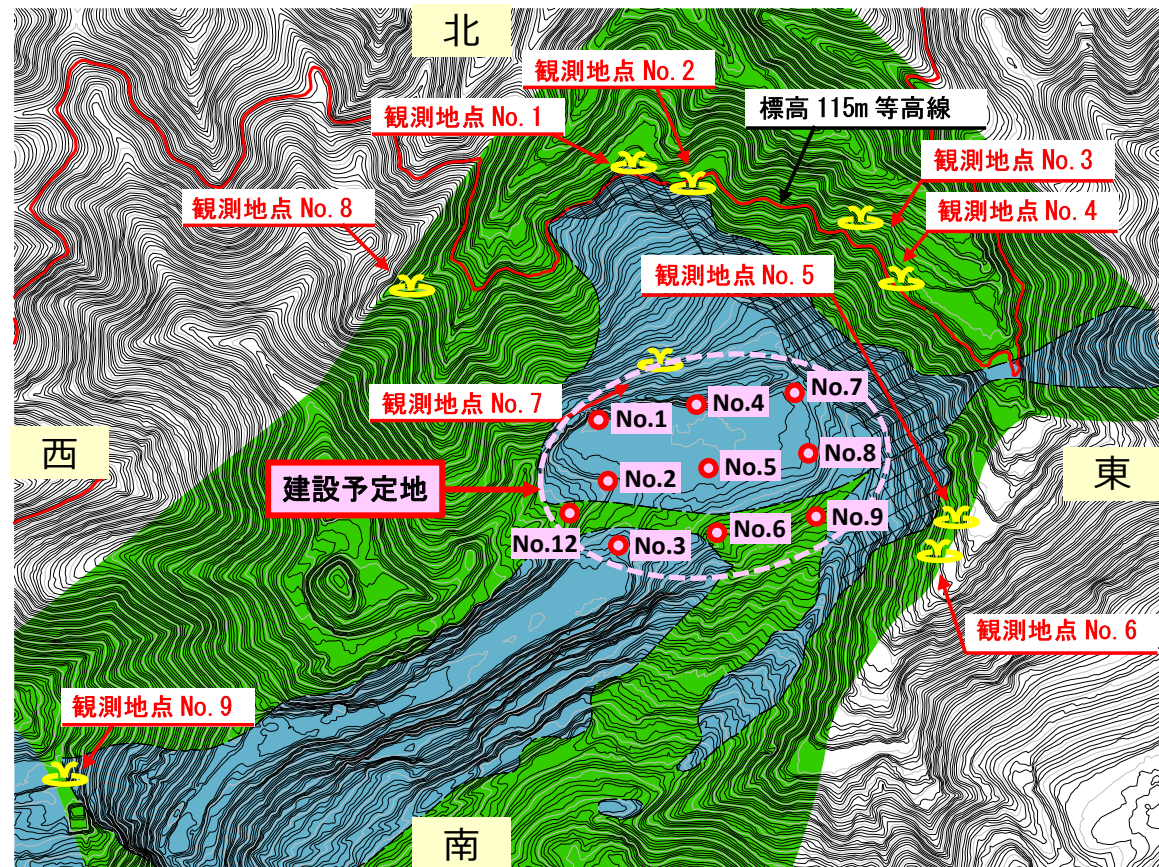 北
観測地点 No.2
標高 115m 等高線
観測地点 No.1
観測地点 No.3
観測地点 No.8
観測地点 No.4
観測地点 No.5
観測地点 No.7
No.7
No.4
No.1
西
No.8
東
No.5
No.2
建設予定地
No.9
No.6
No.12
No.3
観測地点 No.6
観測地点 No.9
南